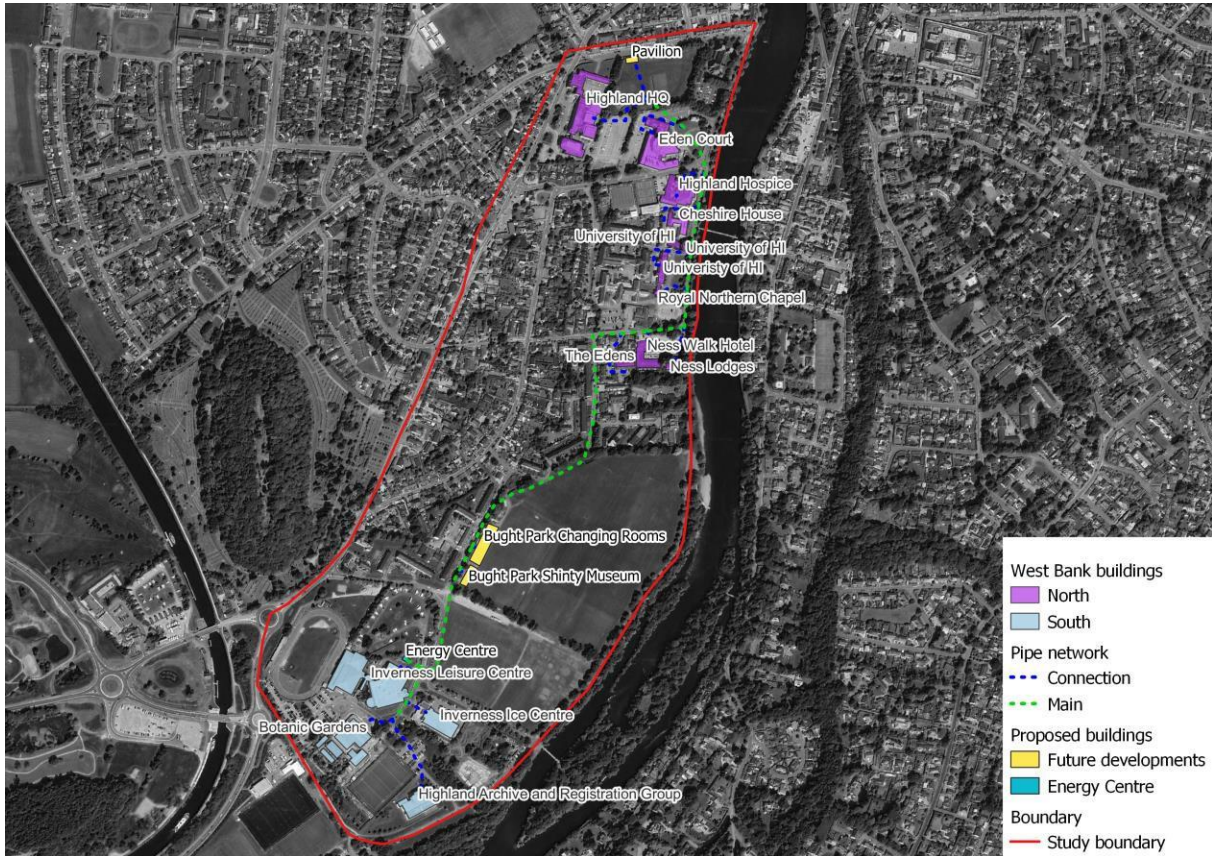 Pavilion
Highland HQ
Eden Court
Highland Hospice
Cheshire House
University of HI
University of HI
Univeristy of HI
Royal Northern Chapel
Ness Walk Hotel
The Edens
Ness Lodges
Bught Park Changing Rooms
Bught Park Shinty Museum
Energy Centre
Inverness Leisure Centre
Inverness Ice Centre
Botanic Gardens
Highland Archive and Registration Group
West Bank buildings
North
South
Pipe network
Connection
Main
Proposed buildings
Future developments
Energy Centre
Boundary
Study boundary